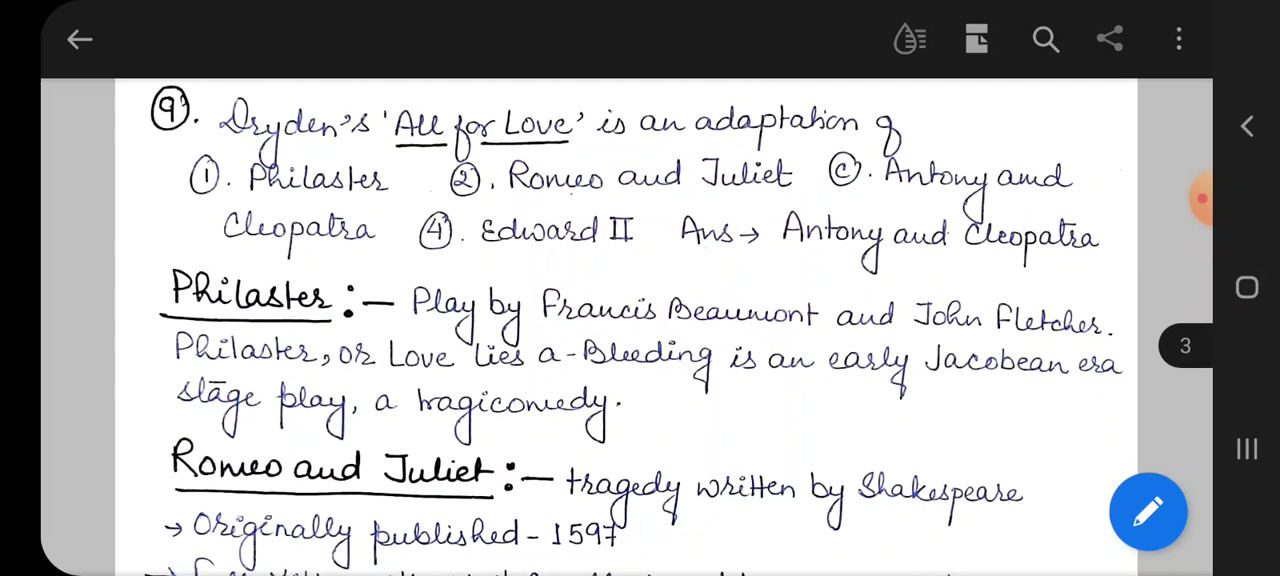 9. Dryden's 'All for Love' is an adaptation of
1. Philaster 2. Romeo and Juliet C. Antony and
Cleopatra 4. Edward II Ans → Antony and Cleopatra
Philaster :— Play by Francis Beaumont and John Fletcher.
Philaster, or Love lies a-Bleeding is an early Jacobean era
stage play, a tragicomedy.
3
Romeo and Juliet :— tragedy written by Shakespeare
→ Originally published - 1597